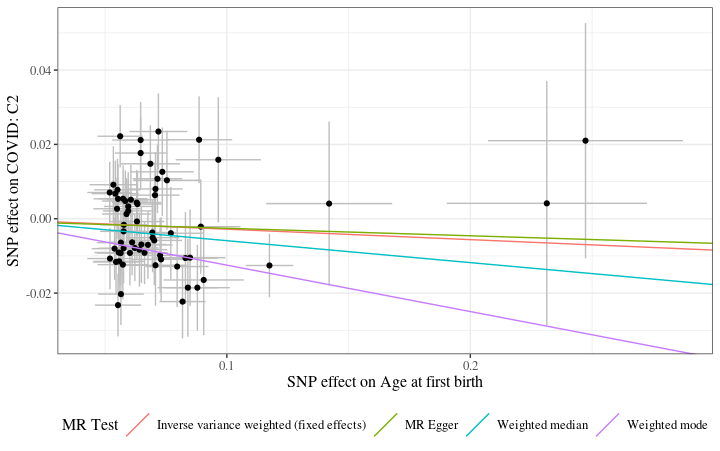 SNP effect on COVID: C2
0.04
0.02
0.00
-0.02
0.1
0.2
SNP effect on Age at first birth
MR Test
Inverse variance weighted (fixed effects)
MR Egger
Weighted median
Weighted mode